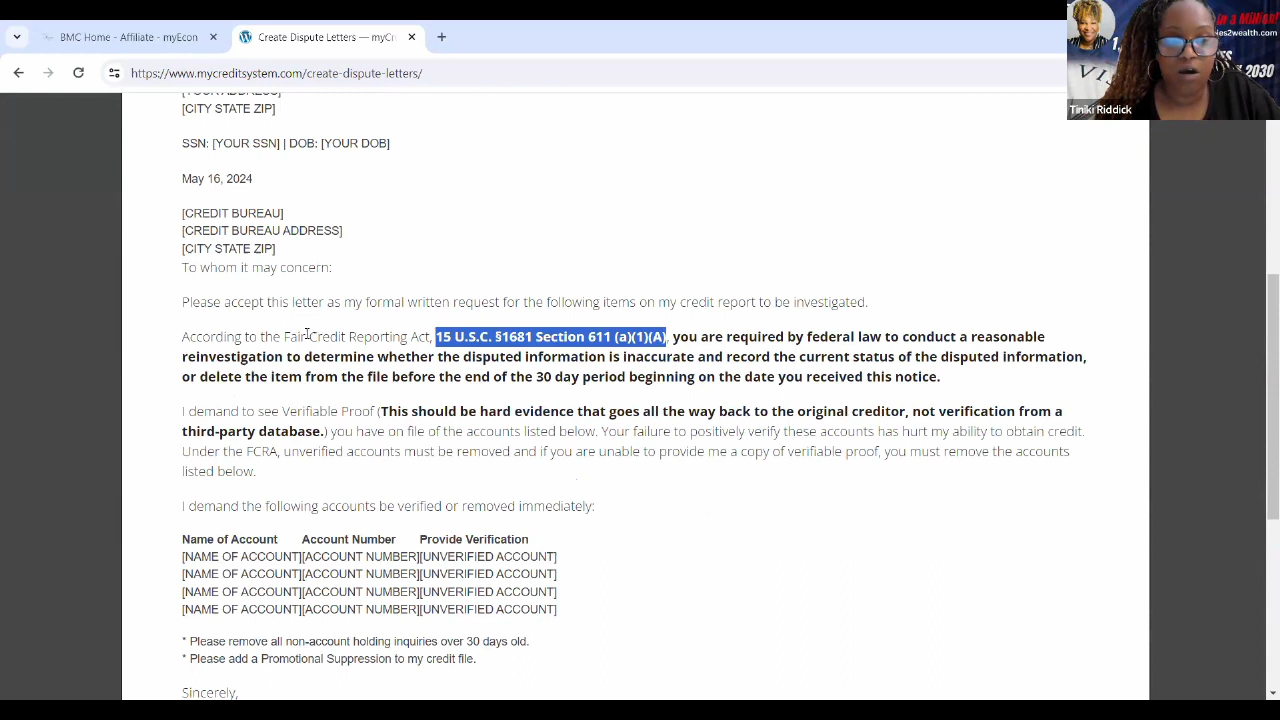 BMC Home - Affiliate - myEcon
Create Dispute Letters — myCr
https://www.mycreditsystem.com/create-dispute-letters/
in a Million!
les2wealth.com
2030
VIS
Tiniki Riddick
[YOUR ADDRESS]
[CITY STATE ZIP]
SSN: [YOUR SSN] | DOB: [YOUR DOB]
May 16, 2024
[CREDIT BUREAU]
[CREDIT BUREAU ADDRESS]
[CITY STATE ZIP]
To whom it may concern:
Please accept this letter as my formal written request for the following items on my credit report to be investigated.
According to the Fair Credit Reporting Act, 15 U.S.C. §1681 Section 611 (a)(1)(A), you are required by federal law to conduct a reasonable
reinvestigation to determine whether the disputed information is inaccurate and record the current status of the disputed information,
or delete the item from the file before the end of the 30 day period beginning on the date you received this notice.
I demand to see Verifiable Proof (This should be hard evidence that goes all the way back to the original creditor, not verification from a
third-party database.) you have on file of the accounts listed below. Your failure to positively verify these accounts has hurt my ability to obtain credit.
Under the FCRA, unverified accounts must be removed and if you are unable to provide me a copy of verifiable proof, you must remove the accounts
listed below.
I demand the following accounts be verified or removed immediately:
Name of Account Account Number Provide Verification
[NAME OF ACCOUNT][ACCOUNT NUMBER][UNVERIFIED ACCOUNT]
[NAME OF ACCOUNT][ACCOUNT NUMBER][UNVERIFIED ACCOUNT]
[NAME OF ACCOUNT][ACCOUNT NUMBER][UNVERIFIED ACCOUNT]
[NAME OF ACCOUNT][ACCOUNT NUMBER][UNVERIFIED ACCOUNT]
* Please remove all non-account holding inquiries over 30 days old.
* Please add a Promotional Suppression to my credit file.
Sincerely,